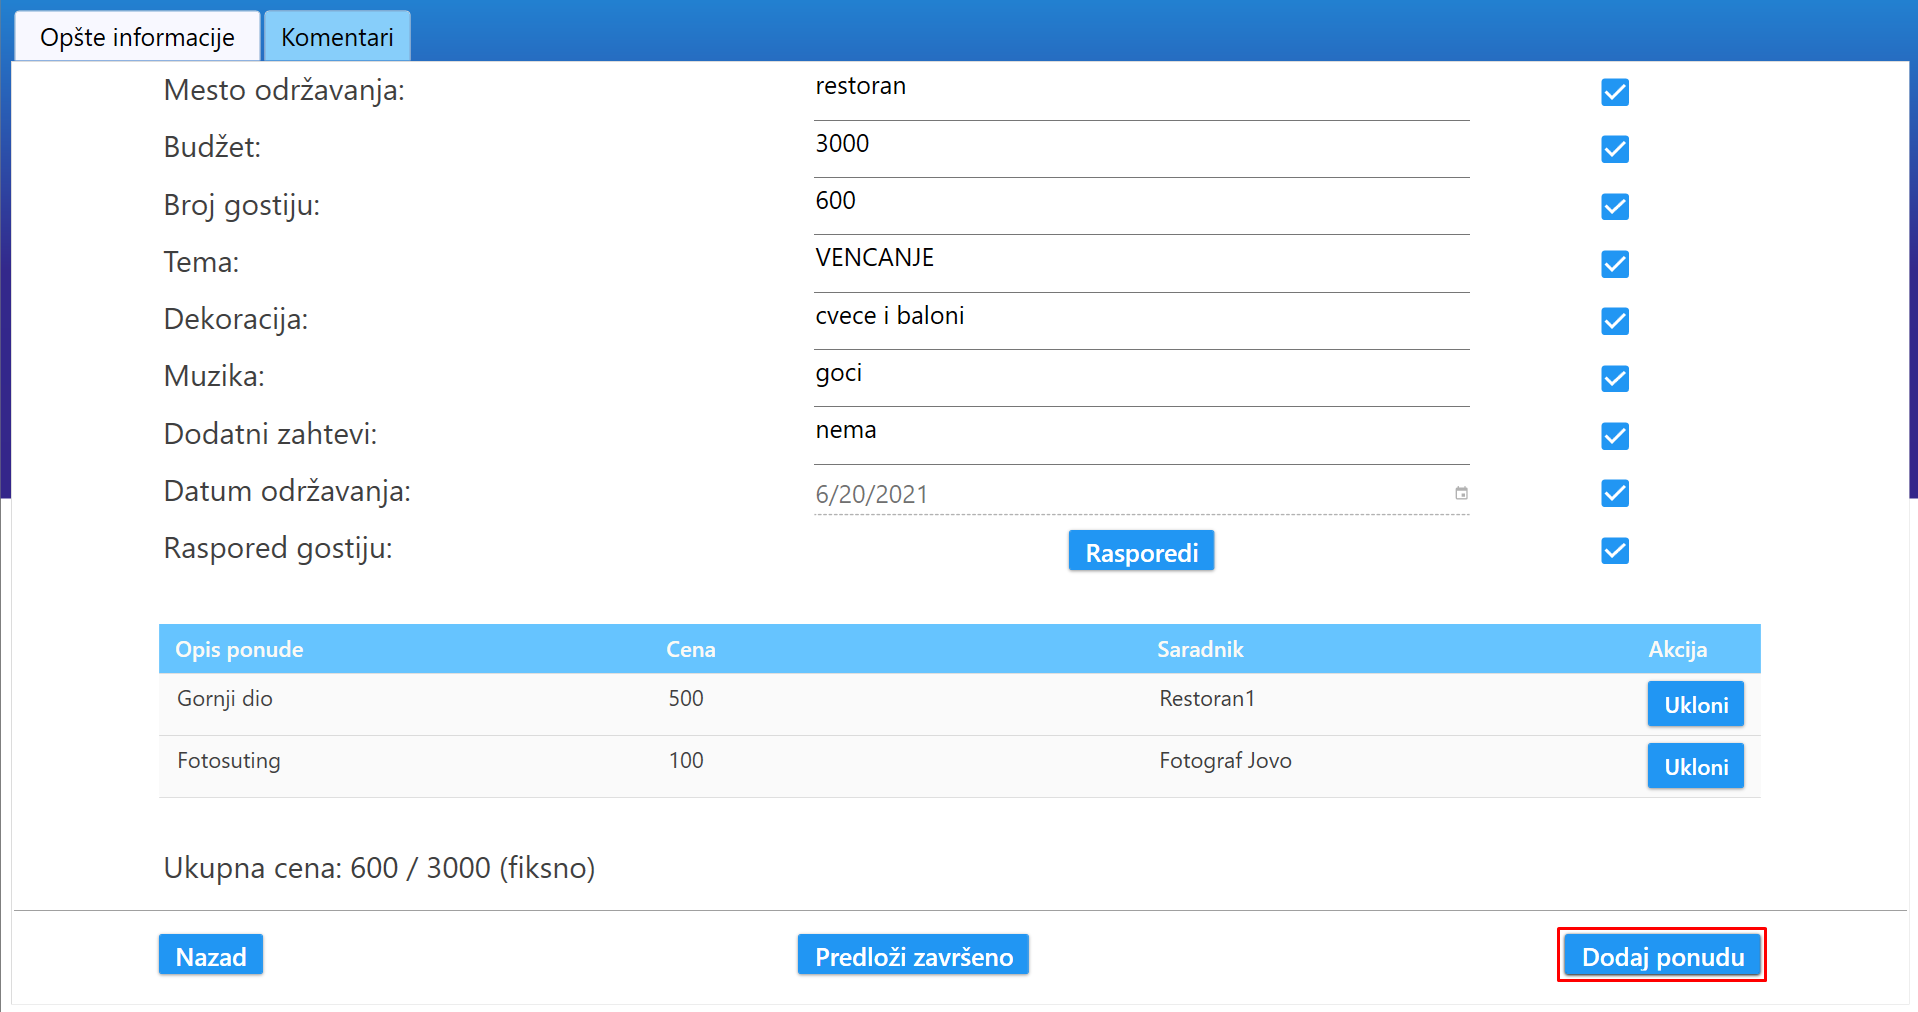 Opšte informacije Komentari
Mesto održavanja: restoran
Budžet: 3000
Broj gostiju: 600
Tema: VENCANJE
Dekoracija: cvece i baloni
Muzika: goci
Dodatni zahtevi: nema
Datum održavanja: 6/20/2021
Raspored gostiju: Rasporedi
Opis ponude Cena Saradnik Akcija
Gornji dio 500 Restoran1 Ukloni
Fotosuting 100 Fotograf Jovo Ukloni
Ukupna cena: 600 / 3000 (fiksno)
Nazad Predloži završeno Dodaj ponudu